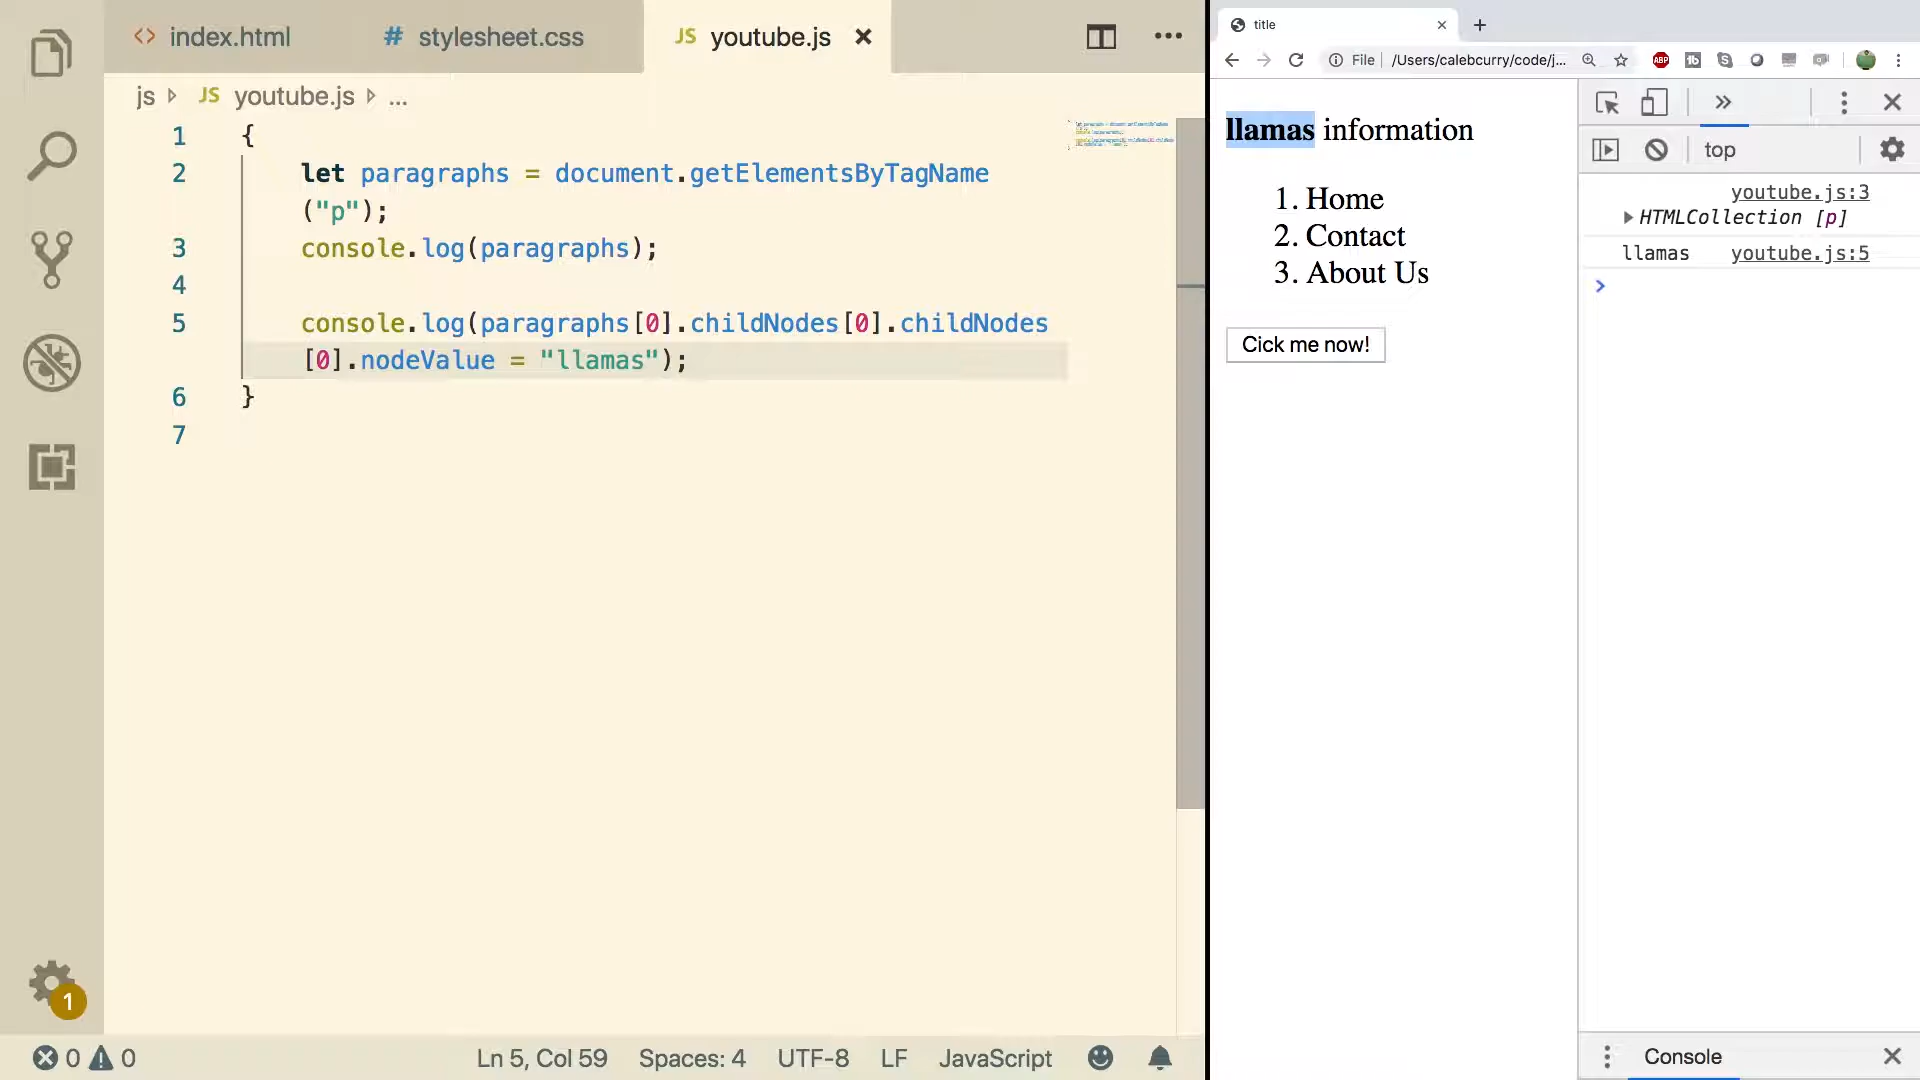 index.html
# stylesheet.css
JS youtube.js
js JS youtube.js ...
1 {
2 let paragraphs = document.getElementsByTagName
("p");
3 console.log(paragraphs);
4
5 console.log(paragraphs[0].childNodes[0].childNodes
[0].nodeValue = "llamas");
6 }
7
1
0 0
Ln 5, Col 59 Spaces: 4 UTF-8 LF JavaScript
title
File /Users/calebcurry/code/j...
ABP
llamas information
1. Home
2. Contact
3. About Us
Cick me now!
top
youtube.js:3
HTMLCollection [p]
llamas youtube.js:5
Console